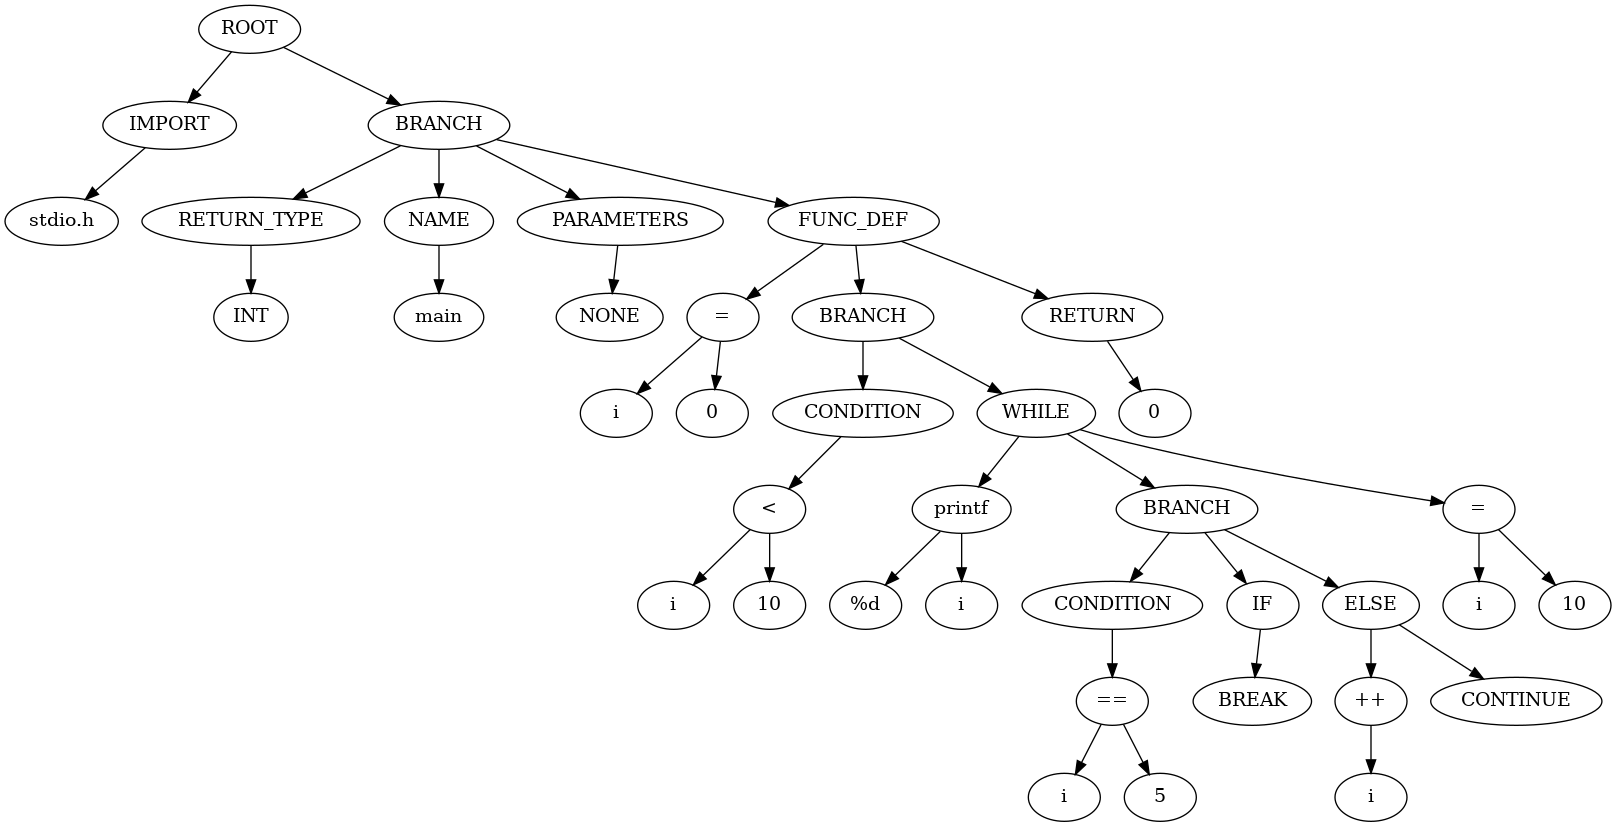 ROOT
IMPORT BRANCH
stdio.h RETURN_TYPE NAME PARAMETERS FUNC_DEF
INT main NONE = BRANCH RETURN
i 0 CONDITION WHILE 0
< printf BRANCH =
i 10 %d i CONDITION IF ELSE i 10
== BREAK ++ CONTINUE
i 5 i